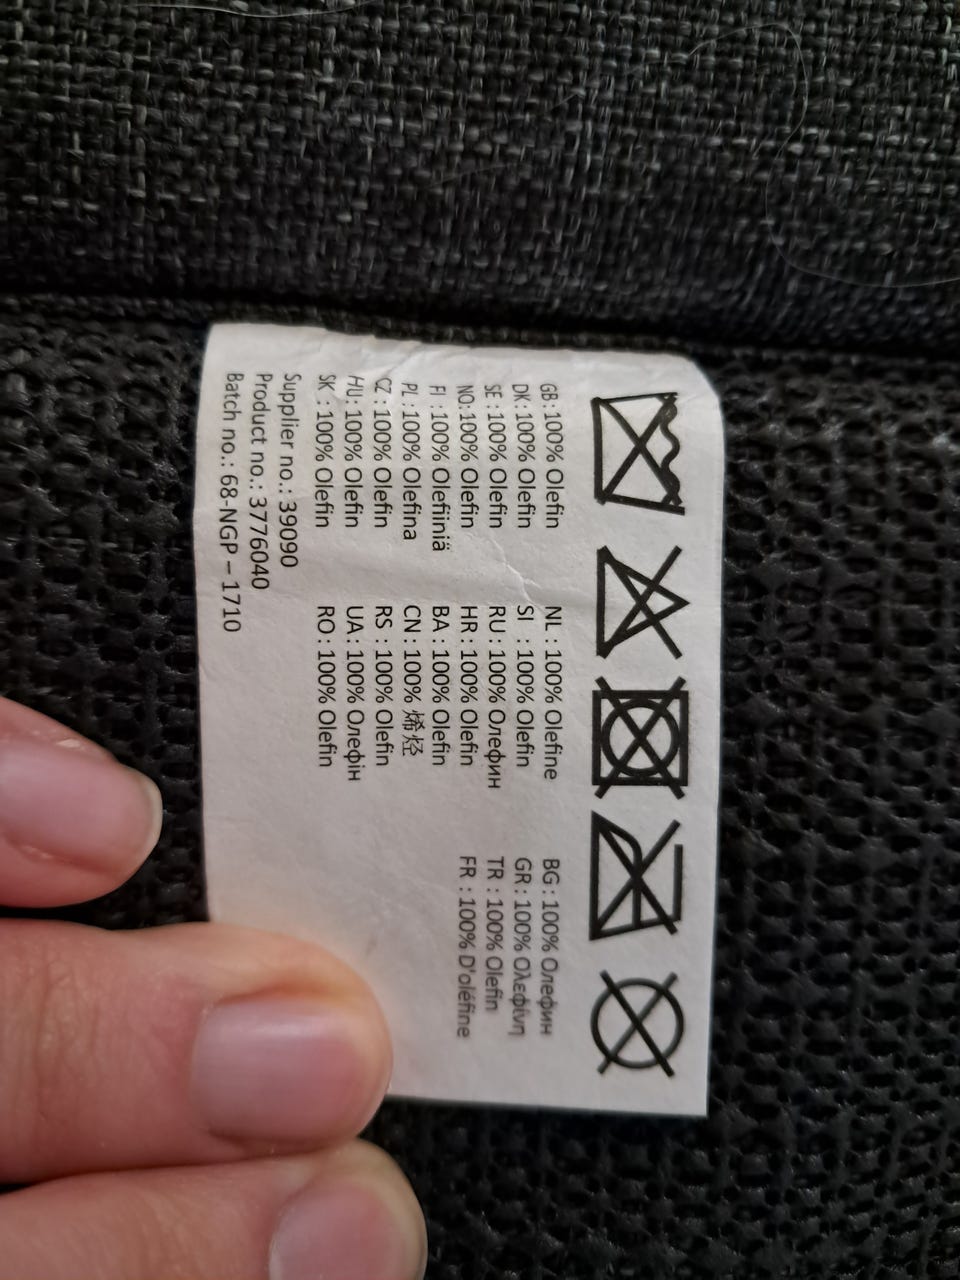 GB : 100% Olefin
DK : 100% Olefin
SE : 100% Olefin
NO : 100% Olefin
FI : 100% Olefiiniä
PL : 100% Olefina
CZ : 100% Olefin
HU : 100% Olefin
SK : 100% Olefin
NL : 100% Olefine
SI : 100% Olefin
RU : 100% Олефин
HR : 100% Olefin
BA : 100% Olefin
CN : 100% 烯烃
RS : 100% Olefin
UA : 100% Олефін
RO : 100% Olefin
BG : 100% Олефин
GR : 100% Ολεφίνη
TR : 100% Olefin
FR : 100% D'oléfine
Supplier no.: 39090
Product no.: 3776040
Batch no.: 68-NGP – 1710